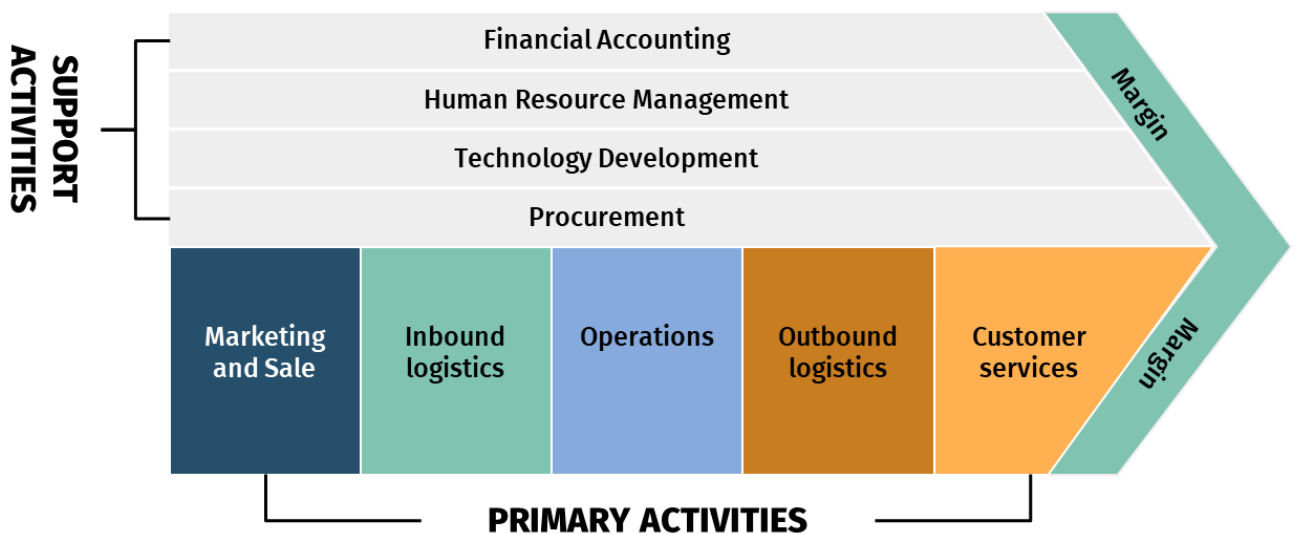 SUPPORT
ACTIVITIES
Financial Accounting
Human Resource Management
Technology Development
Procurement
Margin
Marketing
and Sale
Inbound
logistics
Operations
Outbound
logistics
Customer
services
Margin
PRIMARY ACTIVITIES